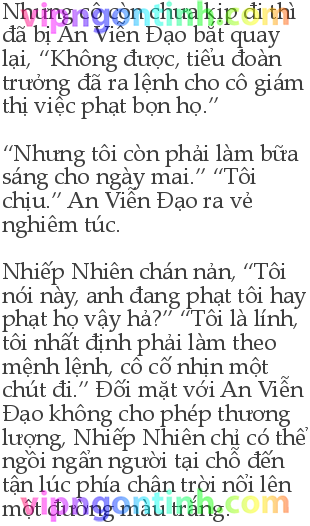 Nhưng cô còn chưa kịp đi thì
đã bị An Viễn Đạo bắt quay
lại, “Không được, tiểu đoàn
trưởng đã ra lệnh cho cô giám
thị việc phạt bọn họ.”
“Nhưng tôi còn phải làm bữa
sáng cho ngày mai.” “Tôi
chịu.” An Viễn Đạo ra vẻ
nghiêm túc.
Nhiếp Nhiên chán nản, “Tôi
nói này, anh đang phạt tôi hay
phạt họ vậy hả?” “Tôi là lính,
tôi nhất định phải làm theo
mệnh lệnh, cô cố nhịn một
chút đi.” Đối mặt với An Viễn
Đạo không cho phép thương
lượng, Nhiếp Nhiên chỉ có thể
ngồi ngẩn người tại chỗ đến
tận lúc phía chân trời nổi lên
một đường màu trắng.
vipngontinh.com
vipngontinh.com